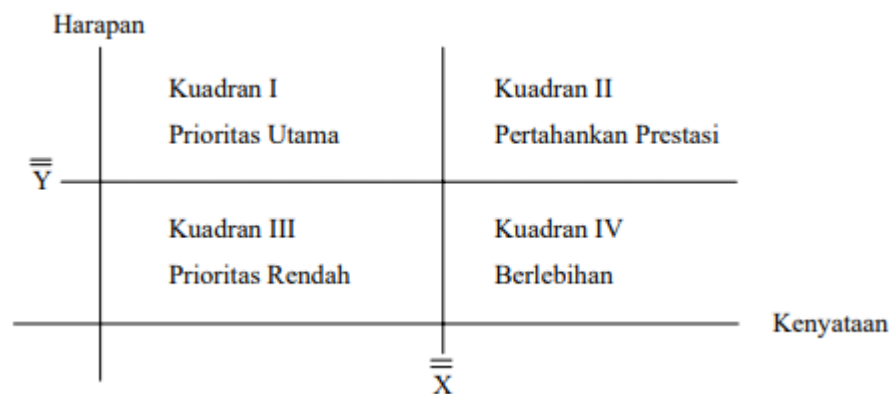 Harapan
Kuadran I
Kuadran II
Prioritas Utama
Pertahankan Prestasi
Y
Kuadran III
Kuadran IV
Prioritas Rendah
Berlebihan
Kenyataan
X